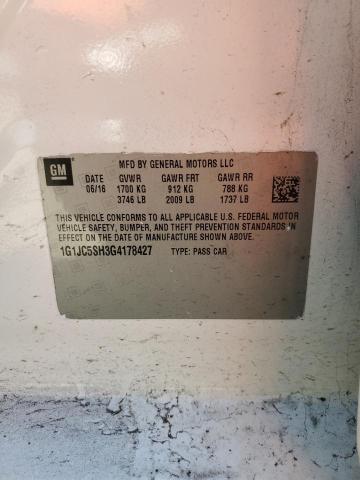 GM
MFD BY GENERAL MOTORS LLC
DATE GVWR GAWR FRT GAWR RR
06/16 1700 KG 912 KG 788 KG
3746 LB 2009 LB 1737 LB
THIS VEHICLE CONFORMS TO ALL APPLICABLE U.S. FEDERAL MOTOR
VEHICLE SAFETY, BUMPER, AND THEFT PREVENTION STANDARDS IN
EFFECT ON THE DATE OF MANUFACTURE SHOWN ABOVE.
1G1JC5SH3G4178427 TYPE: PASS CAR